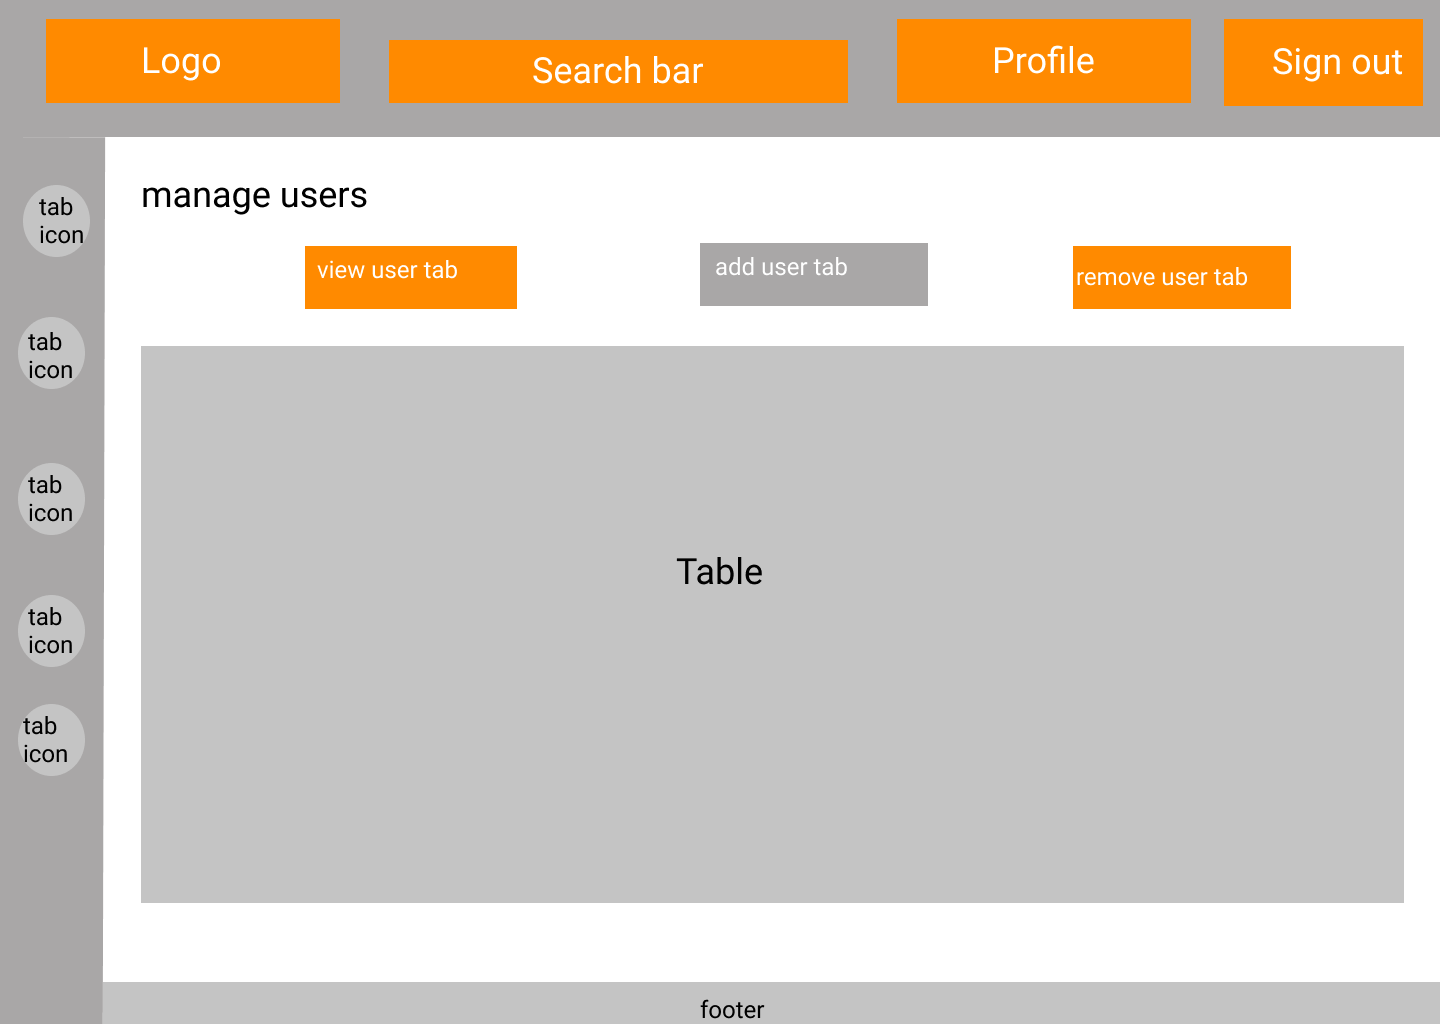 Logo
Search bar
Profile
Sign out
tab
icon
tab
icon
tab
icon
tab
icon
tab
icon
manage users
view user tab
add user tab
remove user tab
Table
footer